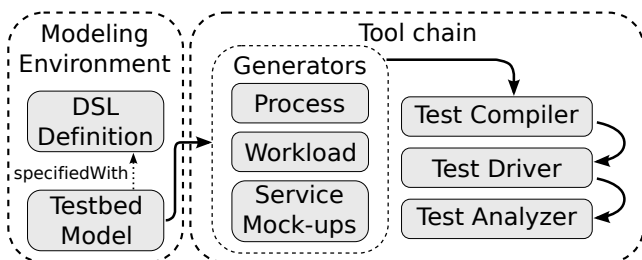 Modeling
Environment
DSL
Definition
specifiedWith
Testbed
Model
Tool chain
Generators
Process
Workload
Service
Mock-ups
Test Compiler
Test Driver
Test Analyzer